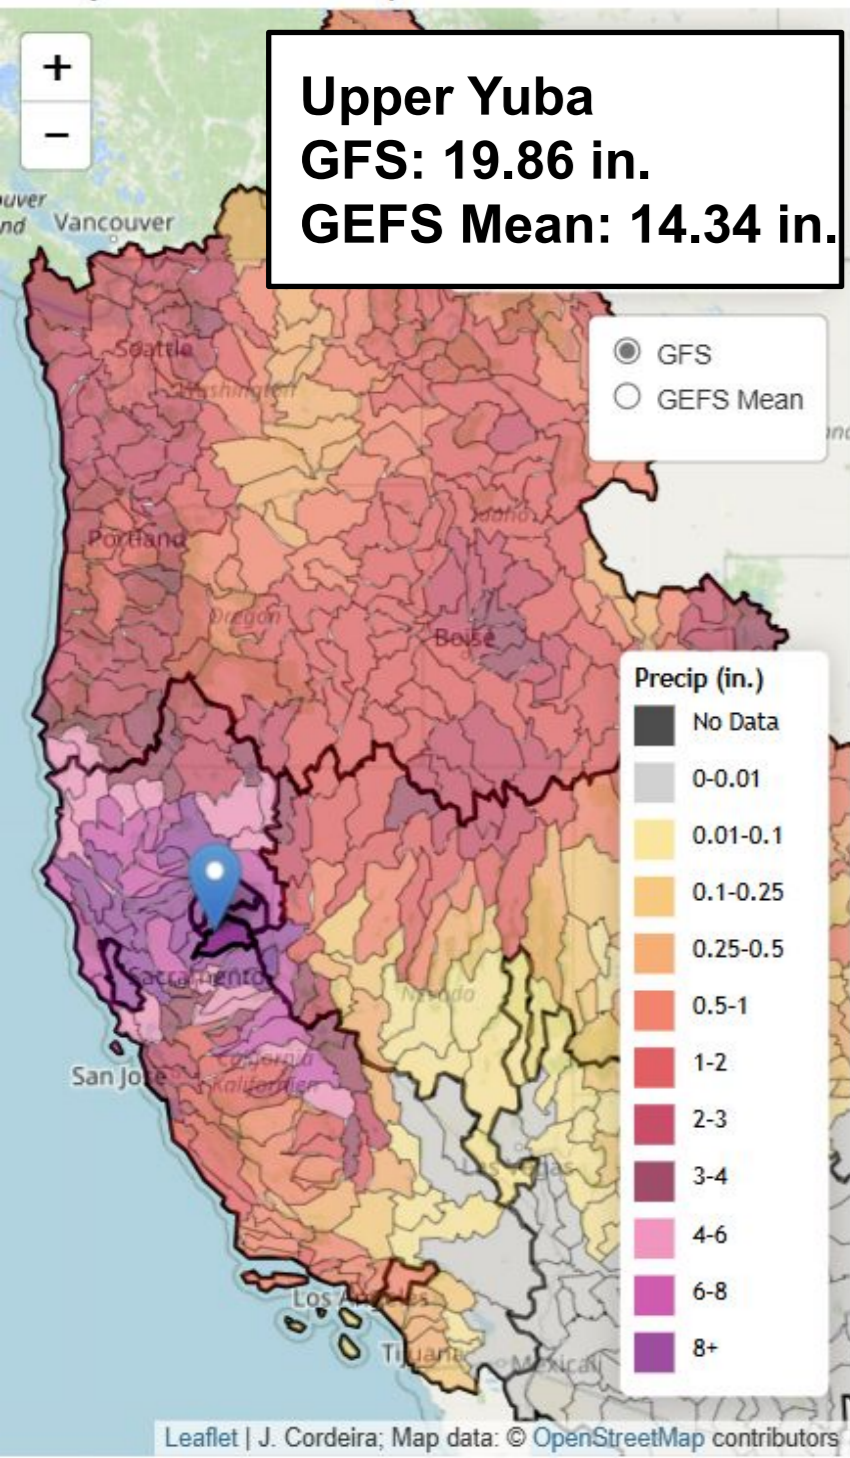 +
Upper Yuba
GFS: 19.86 in.
GEFS Mean: 14.34 in.
−
Vancouver
GFS
GEFS Mean
Seattle
Washington
Idaho
Portland
Oregon
Boise
Precip (in.)
No Data
0-0.01
0.01-0.1
0.1-0.25
0.25-0.5
0.5-1
1-2
2-3
3-4
4-6
6-8
8+
Sacramento
Nevada
California
Kalifornien
San Jose
Las Vegas
Los Angeles
Tijuana
Mexicali
Leaflet | J. Cordeira; Map data: © OpenStreetMap contributors